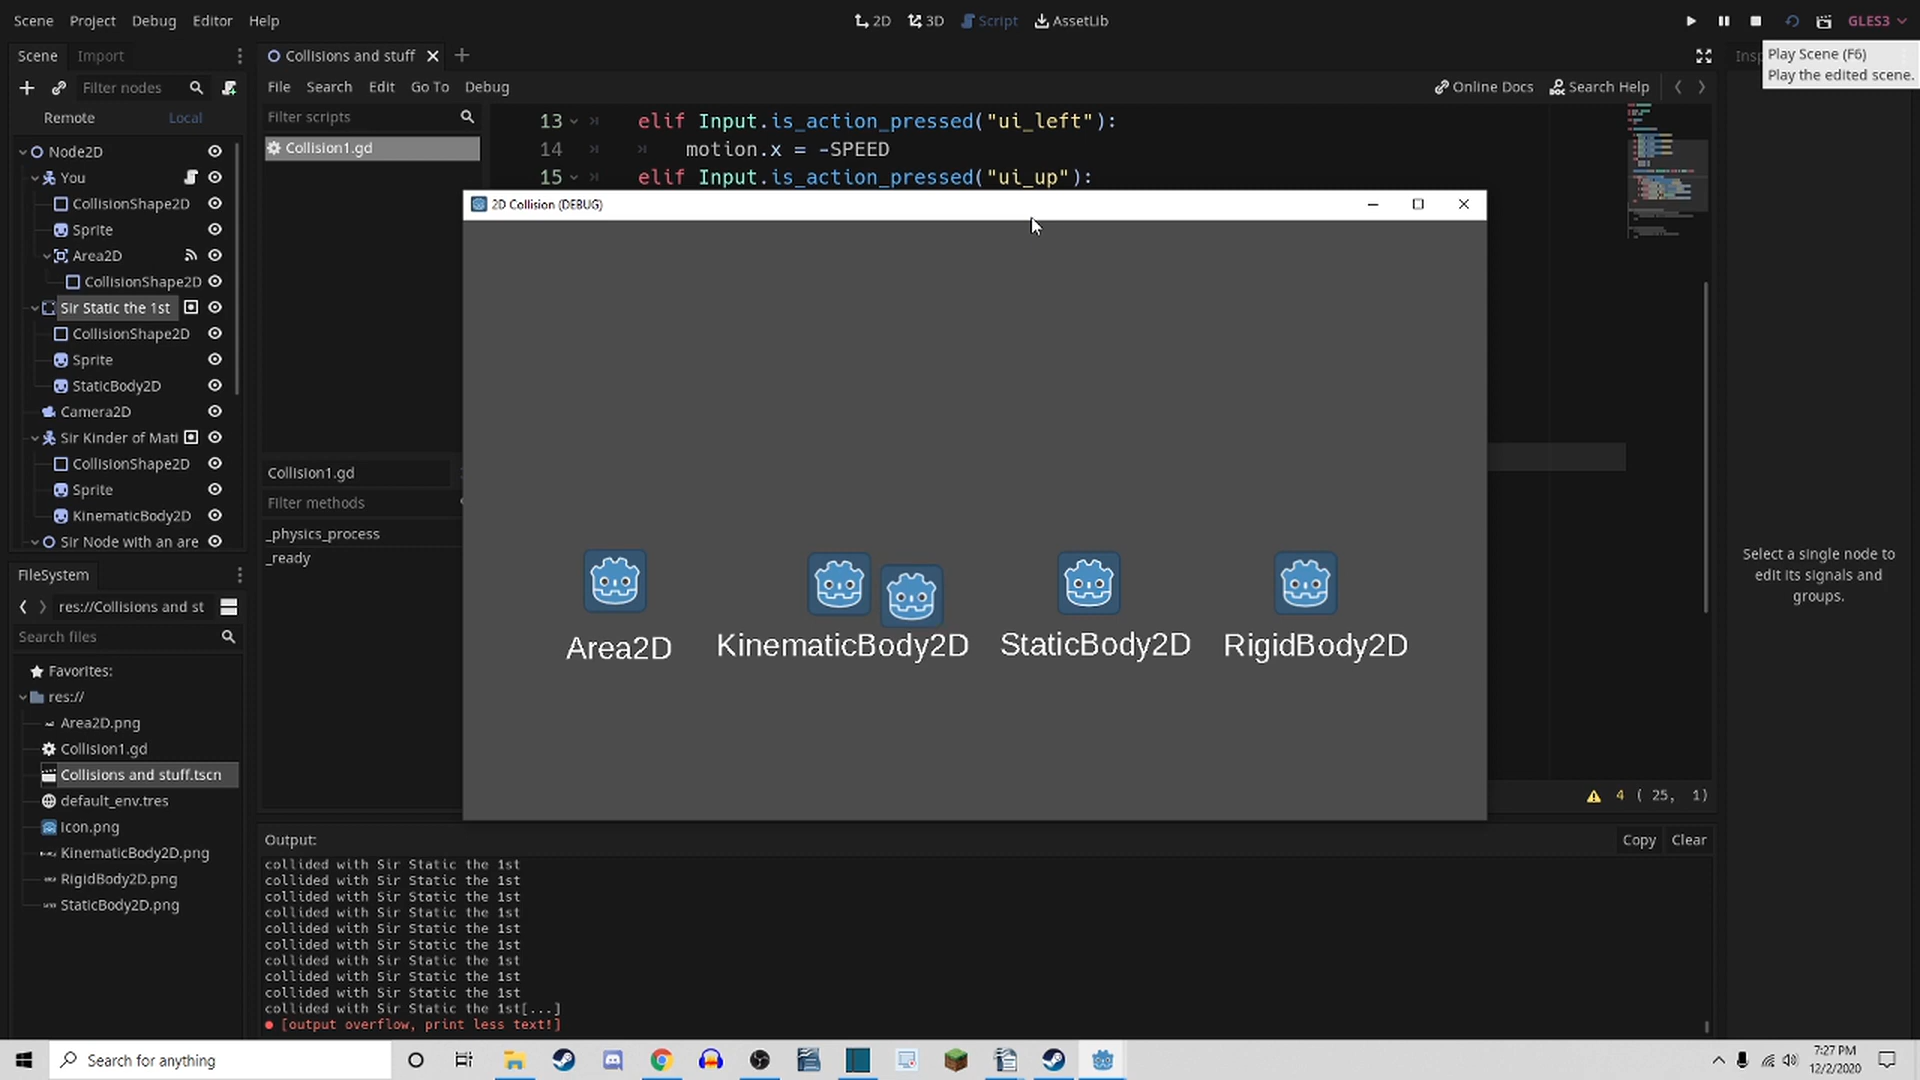 Scene Project Debug Editor Help
2D 3D Script AssetLib
GLES3
Play Scene (F6)
Play the edited scene.
Scene Import
Filter nodes
Remote Local
Node2D
You
CollisionShape2D
Sprite
Area2D
CollisionShape2D
Sir Static the 1st
CollisionShape2D
Sprite
StaticBody2D
Camera2D
Sir Kinder of Mati
CollisionShape2D
Sprite
KinematicBody2D
Sir Node with an are
FileSystem
res://Collisions and st
Search files
Favorites:
res://
Area2D.png
Collision1.gd
Collisions and stuff.tscn
default_env.tres
Icon.png
KinematicBody2D.png
RigidBody2D.png
StaticBody2D.png
Collisions and stuff
File Search Edit Go To Debug
Online Docs Search Help
Filter scripts
Collision1.gd
Collision1.gd
Filter methods
_physics_process
_ready
13 elif Input.is_action_pressed("ui_left"):
14 motion.x = -SPEED
15 elif Input.is_action_pressed("ui_up"):
2D Collision (DEBUG)
Area2D
KinematicBody2D
StaticBody2D
RigidBody2D
4 ( 25, 1)
Output:
Copy Clear
collided with Sir Static the 1st
collided with Sir Static the 1st
collided with Sir Static the 1st
collided with Sir Static the 1st
collided with Sir Static the 1st
collided with Sir Static the 1st
collided with Sir Static the 1st
collided with Sir Static the 1st
collided with Sir Static the 1st
collided with Sir Static the 1st[...]
[output overflow, print less text!]
Insp
Select a single node to
edit its signals and
groups.
Search for anything
7:27 PM
12/2/2020